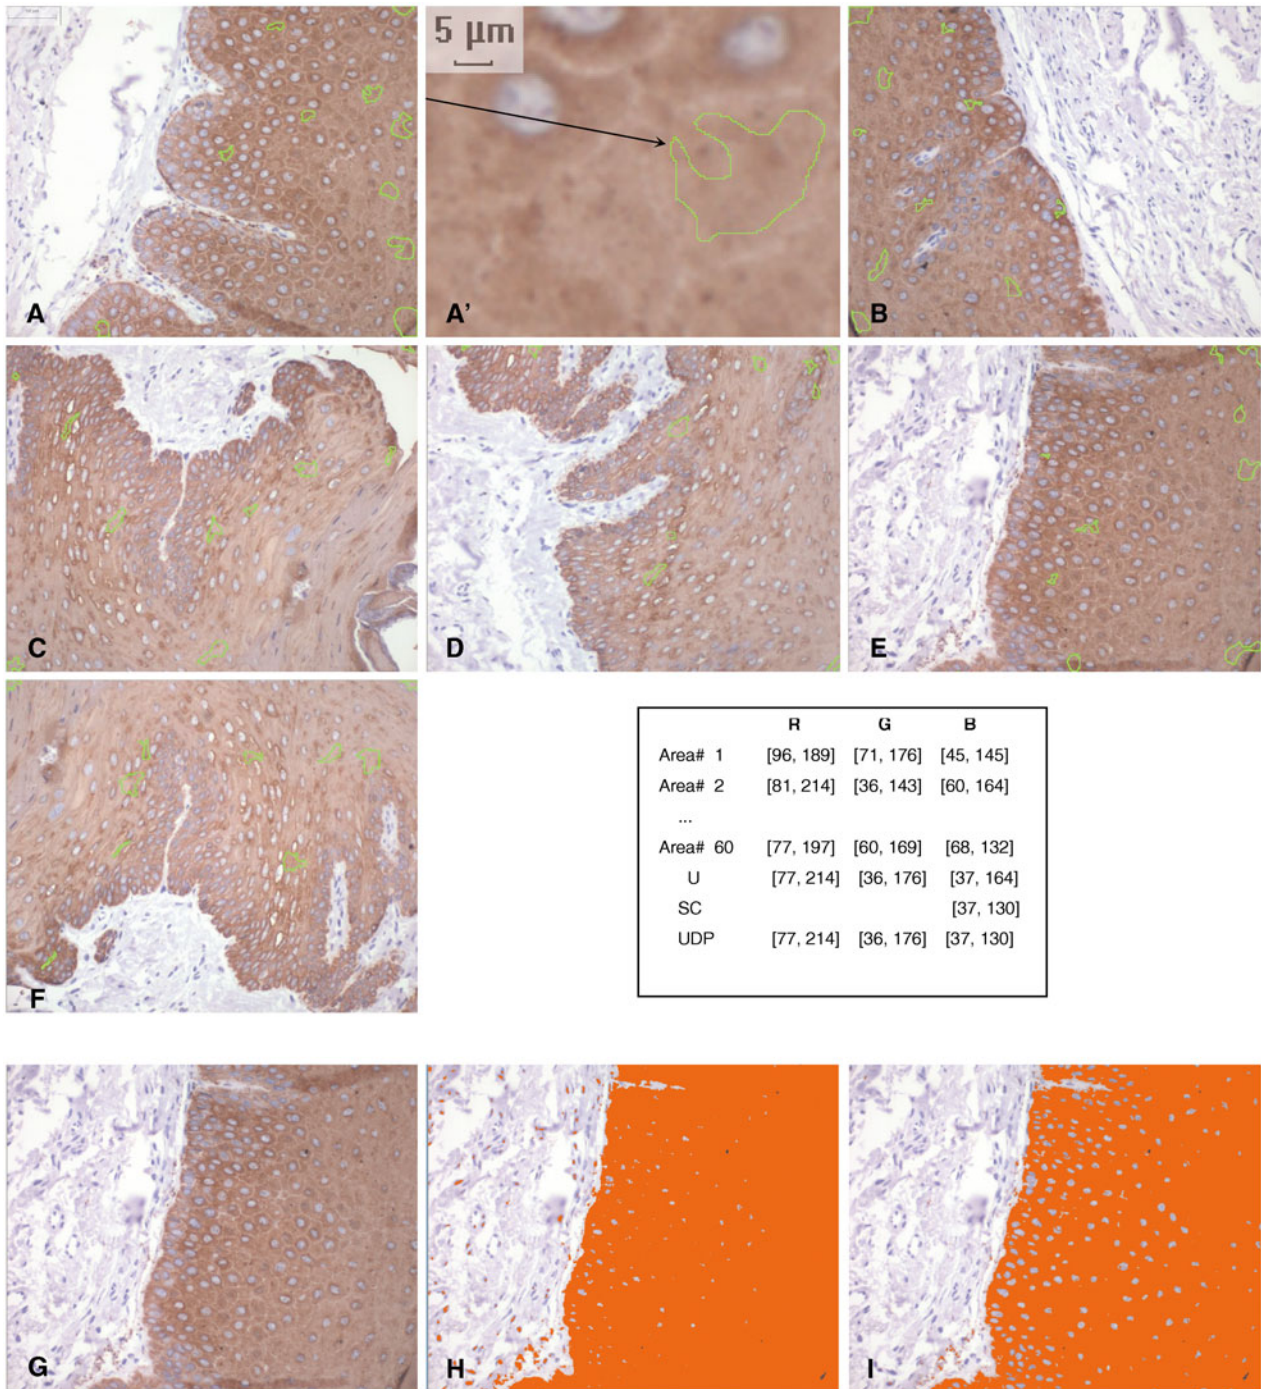 5 µm
A
A'
B
C
D
E
F
R G B
Area# 1 [96, 189] [71, 176] [45, 145]
Area# 2 [81, 214] [36, 143] [60, 164]
...
Area# 60 [77, 197] [60, 169] [68, 132]
U [77, 214] [36, 176] [37, 164]
SC [37, 130]
UDP [77, 214] [36, 176] [37, 130]
G
H
I